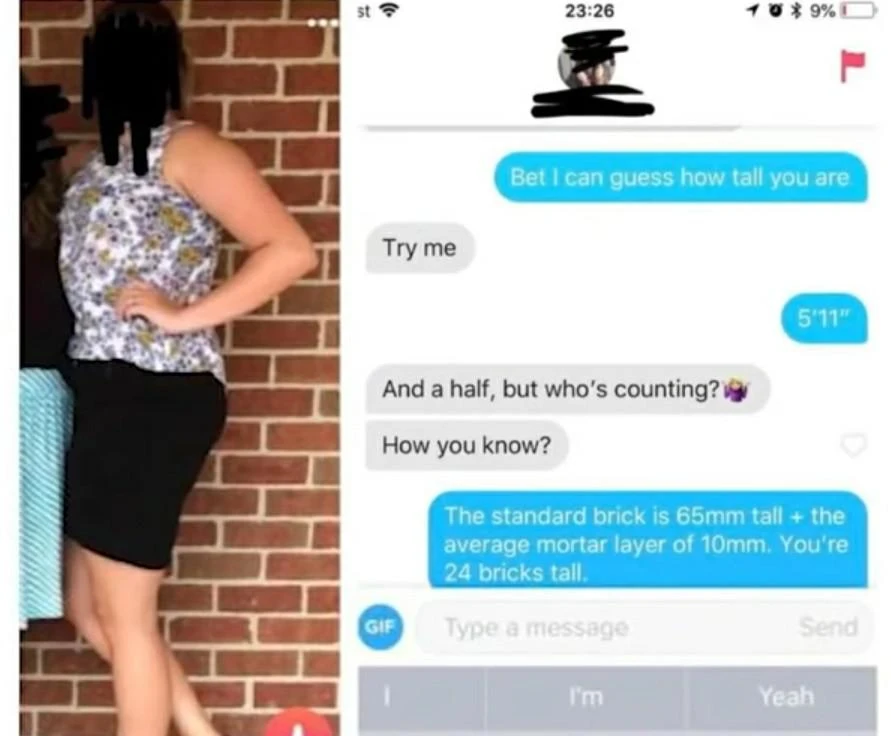 st 23:26 9%
Bet I can guess how tall you are
Try me
5'11"
And a half, but who's counting?🤷‍♀️
How you know?
The standard brick is 65mm tall + the
average mortar layer of 10mm. You're
24 bricks tall.
GIF Type a message Send
I I'm Yeah